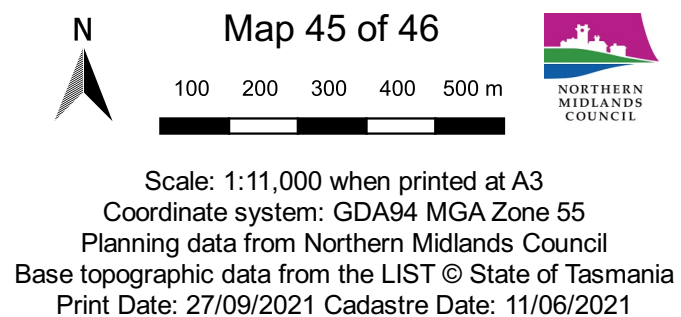 N
Map 45 of 46
100 200 300 400 500 m
NORTHERN
MIDLANDS
COUNCIL
Scale: 1:11,000 when printed at A3
Coordinate system: GDA94 MGA Zone 55
Planning data from Northern Midlands Council
Base topographic data from the LIST © State of Tasmania
Print Date: 27/09/2021 Cadastre Date: 11/06/2021